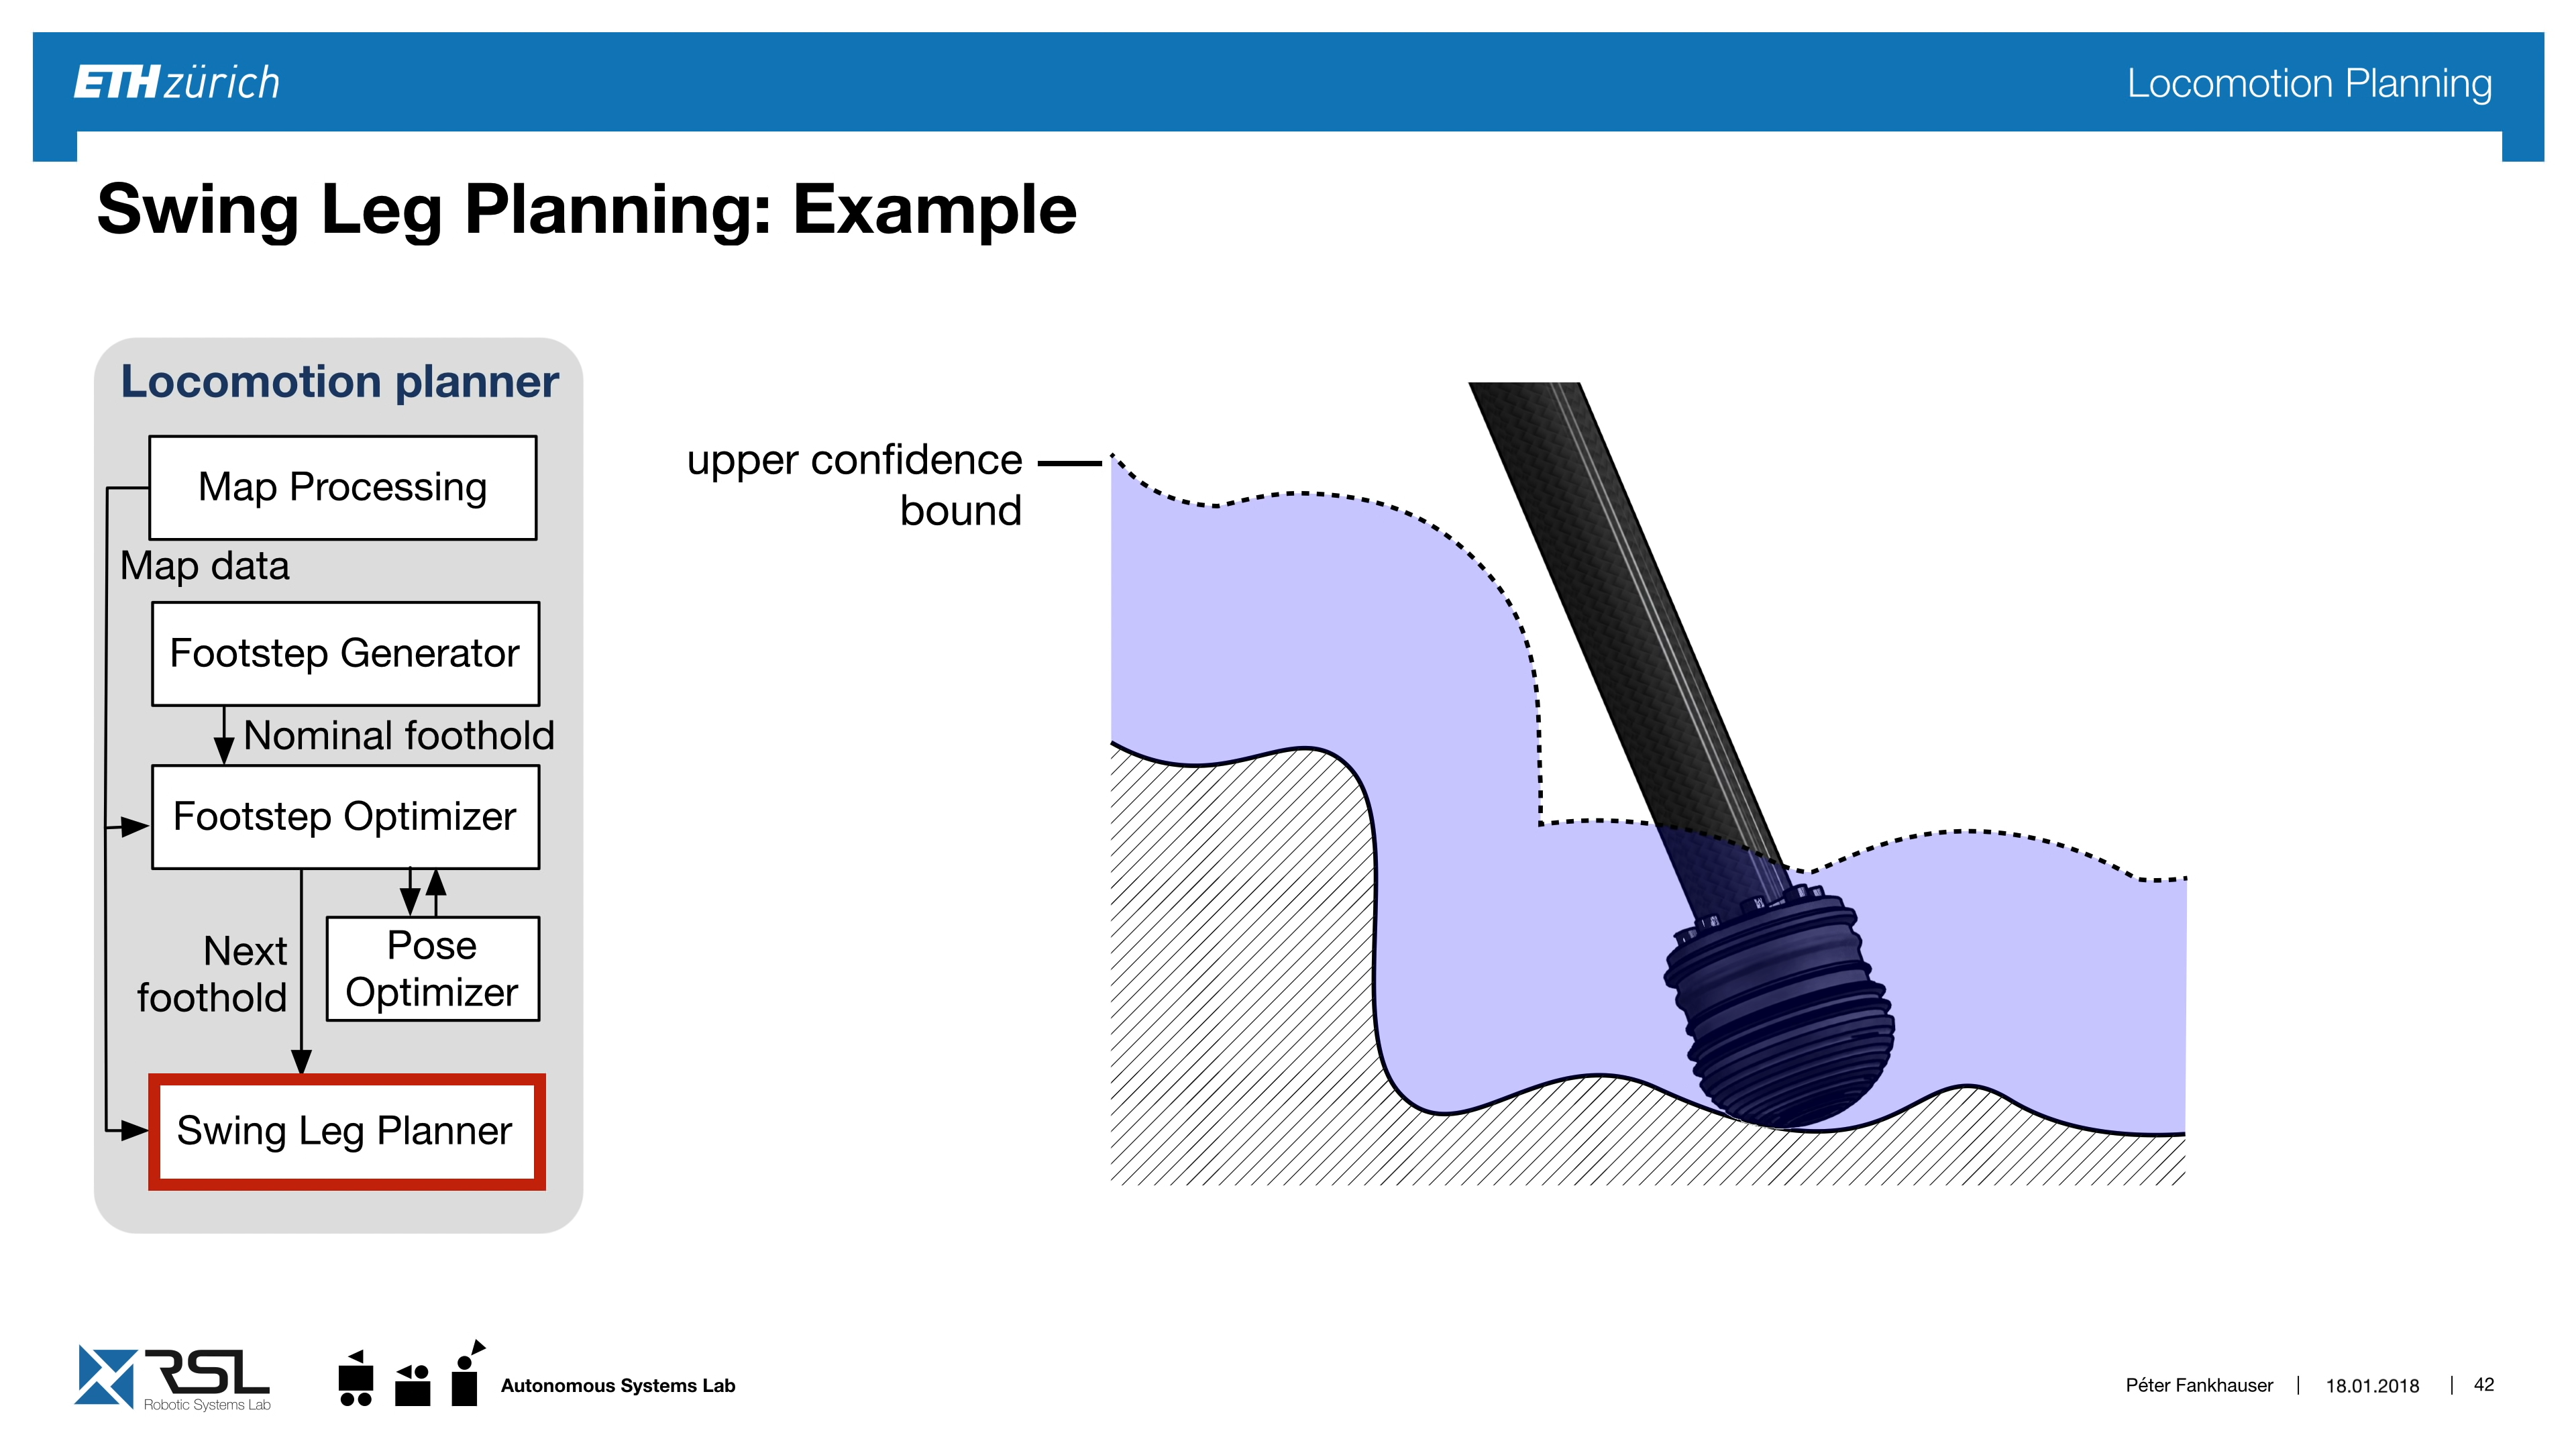 ETH zürich
Locomotion Planning
Swing Leg Planning: Example
Locomotion planner
Map Processing
Map data
Footstep Generator
Nominal foothold
Footstep Optimizer
Next
foothold
Pose
Optimizer
Swing Leg Planner
upper confidence
bound
RSL
Robotic Systems Lab
Autonomous Systems Lab
Péter Fankhauser | 18.01.2018 | 42